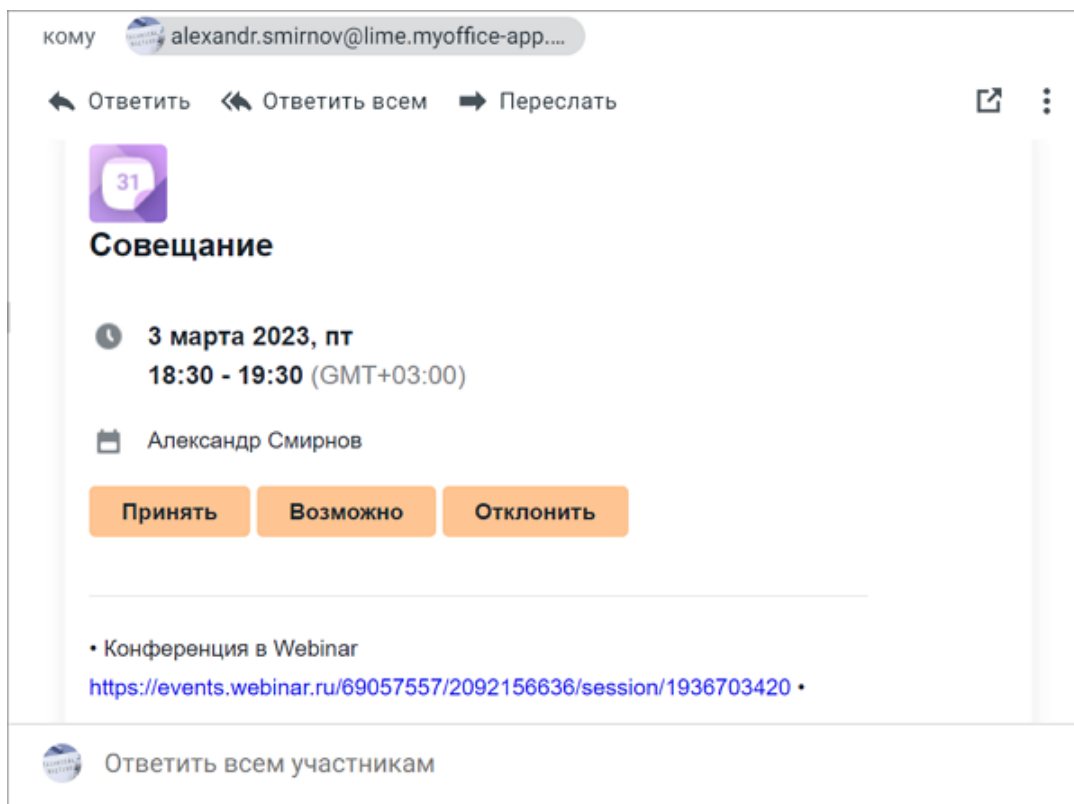 кому alexandr.smirnov@lime.myoffice-app....
Ответить Ответить всем Переслать
31
Совещание
3 марта 2023, пт
18:30 - 19:30 (GMT+03:00)
Александр Смирнов
Принять Возможно Отклонить
• Конференция в Webinar
https://events.webinar.ru/69057557/2092156636/session/1936703420 •
Ответить всем участникам